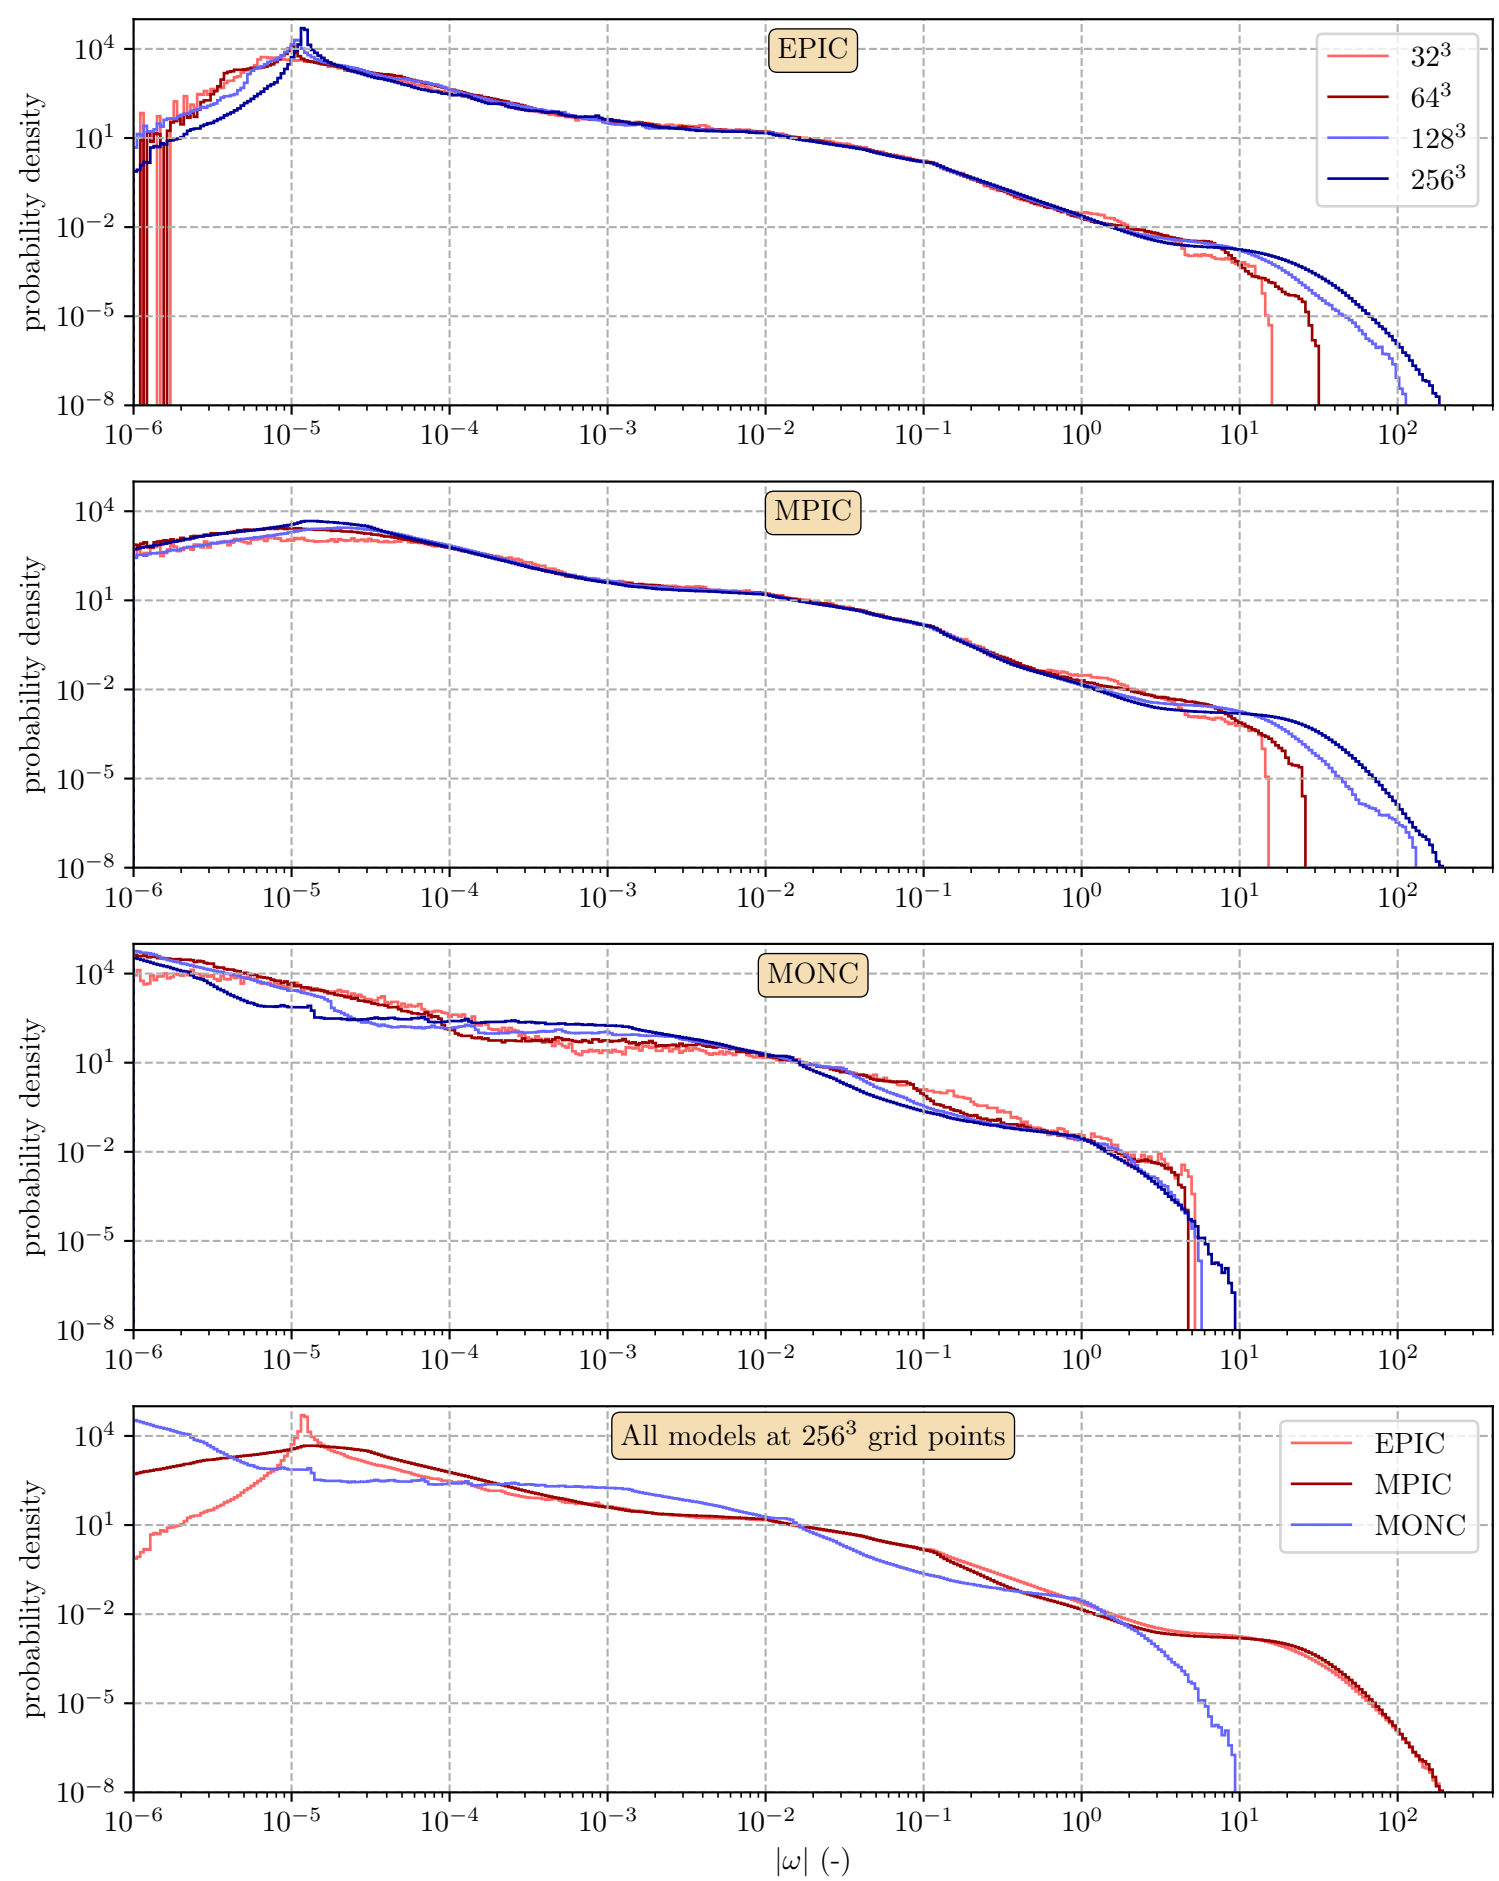 EPIC
32³
64³
128³
256³
probability density
10⁴
10¹
10⁻²
10⁻⁵
10⁻⁸
10⁻⁶ 10⁻⁵ 10⁻⁴ 10⁻³ 10⁻² 10⁻¹ 10⁰ 10¹ 10²
MPIC
probability density
10⁴
10¹
10⁻²
10⁻⁵
10⁻⁸
10⁻⁶ 10⁻⁵ 10⁻⁴ 10⁻³ 10⁻² 10⁻¹ 10⁰ 10¹ 10²
MONC
probability density
10⁴
10¹
10⁻²
10⁻⁵
10⁻⁸
10⁻⁶ 10⁻⁵ 10⁻⁴ 10⁻³ 10⁻² 10⁻¹ 10⁰ 10¹ 10²
All models at 256³ grid points
EPIC
MPIC
MONC
probability density
10⁴
10¹
10⁻²
10⁻⁵
10⁻⁸
10⁻⁶ 10⁻⁵ 10⁻⁴ 10⁻³ 10⁻² 10⁻¹ 10⁰ 10¹ 10²
|ω| (-)